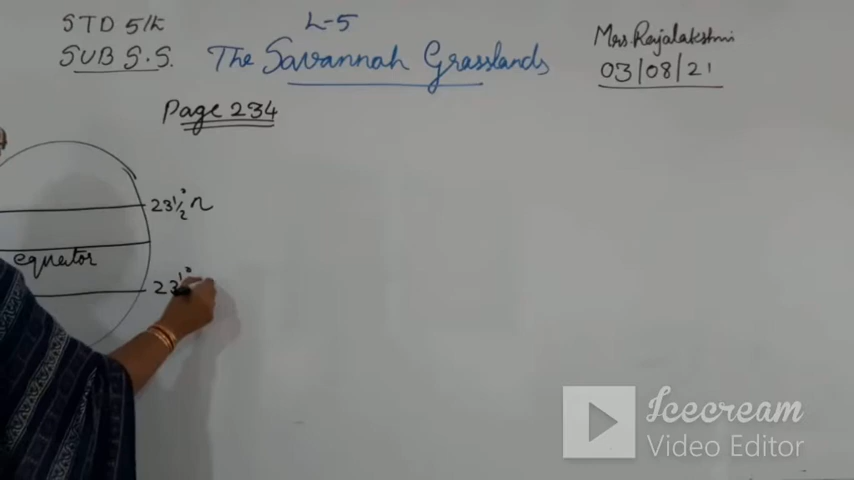 STD 5th
SUB S.S.
L-5
The Savannah Grasslands
Mrs. Rajalakshmi
03/08/21
Page 234
23½° N
equator
23½°
Icecream
Video Editor